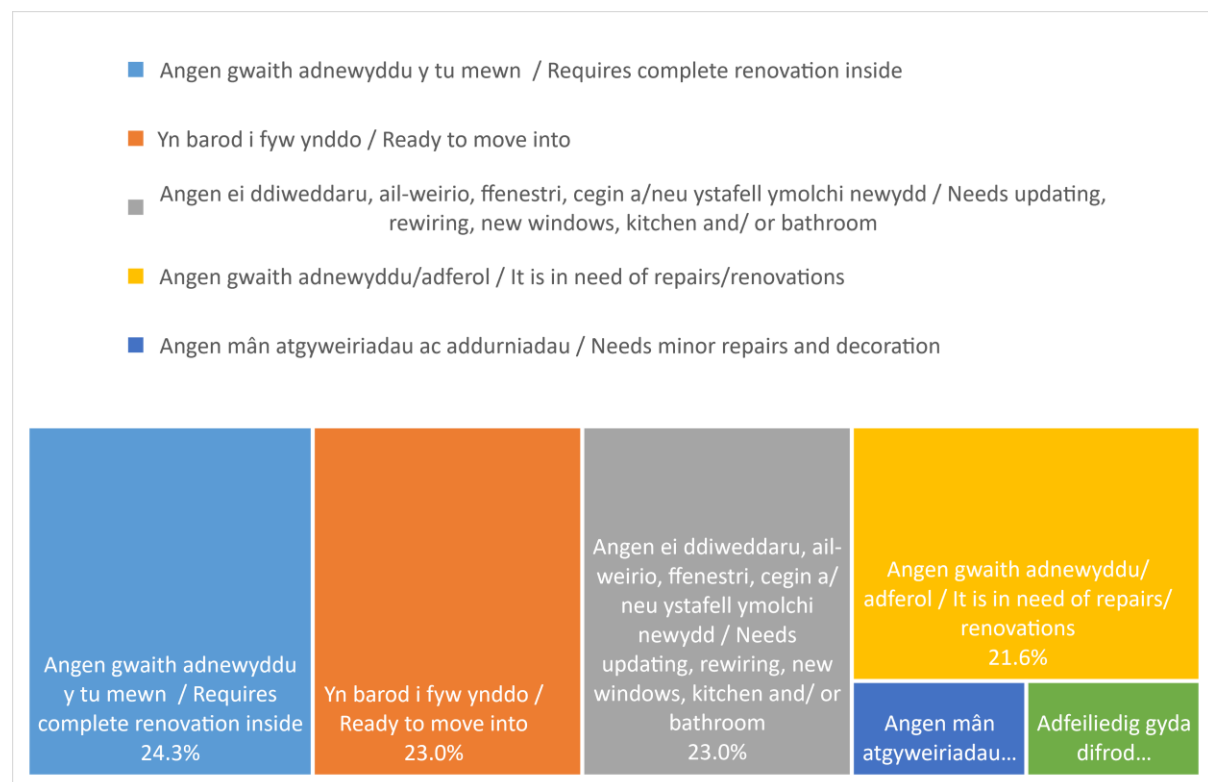 Angen gwaith adnewyddu y tu mewn / Requires complete renovation inside
Yn barod i fyw ynddo / Ready to move into
Angen ei ddiweddaru, ail-weirio, ffenestri, cegin a/neu ystafell ymolchi newydd / Needs updating,
rewiring, new windows, kitchen and/ or bathroom
Angen gwaith adnewyddu/adferol / It is in need of repairs/renovations
Angen mân atgyweiriadau ac addurniadau / Needs minor repairs and decoration
Angen gwaith adnewyddu
y tu mewn / Requires
complete renovation inside
24.3%
Yn barod i fyw ynddo /
Ready to move into
23.0%
Angen ei ddiweddaru, ail-
weirio, ffenestri, cegin a/
neu ystafell ymolchi
newydd / Needs
updating, rewiring, new
windows, kitchen and/ or
bathroom
23.0%
Angen gwaith adnewyddu/
adferol / It is in need of repairs/
renovations
21.6%
Angen mân
atgyweiriadau...
Adfeiliedig gyda
difrod...